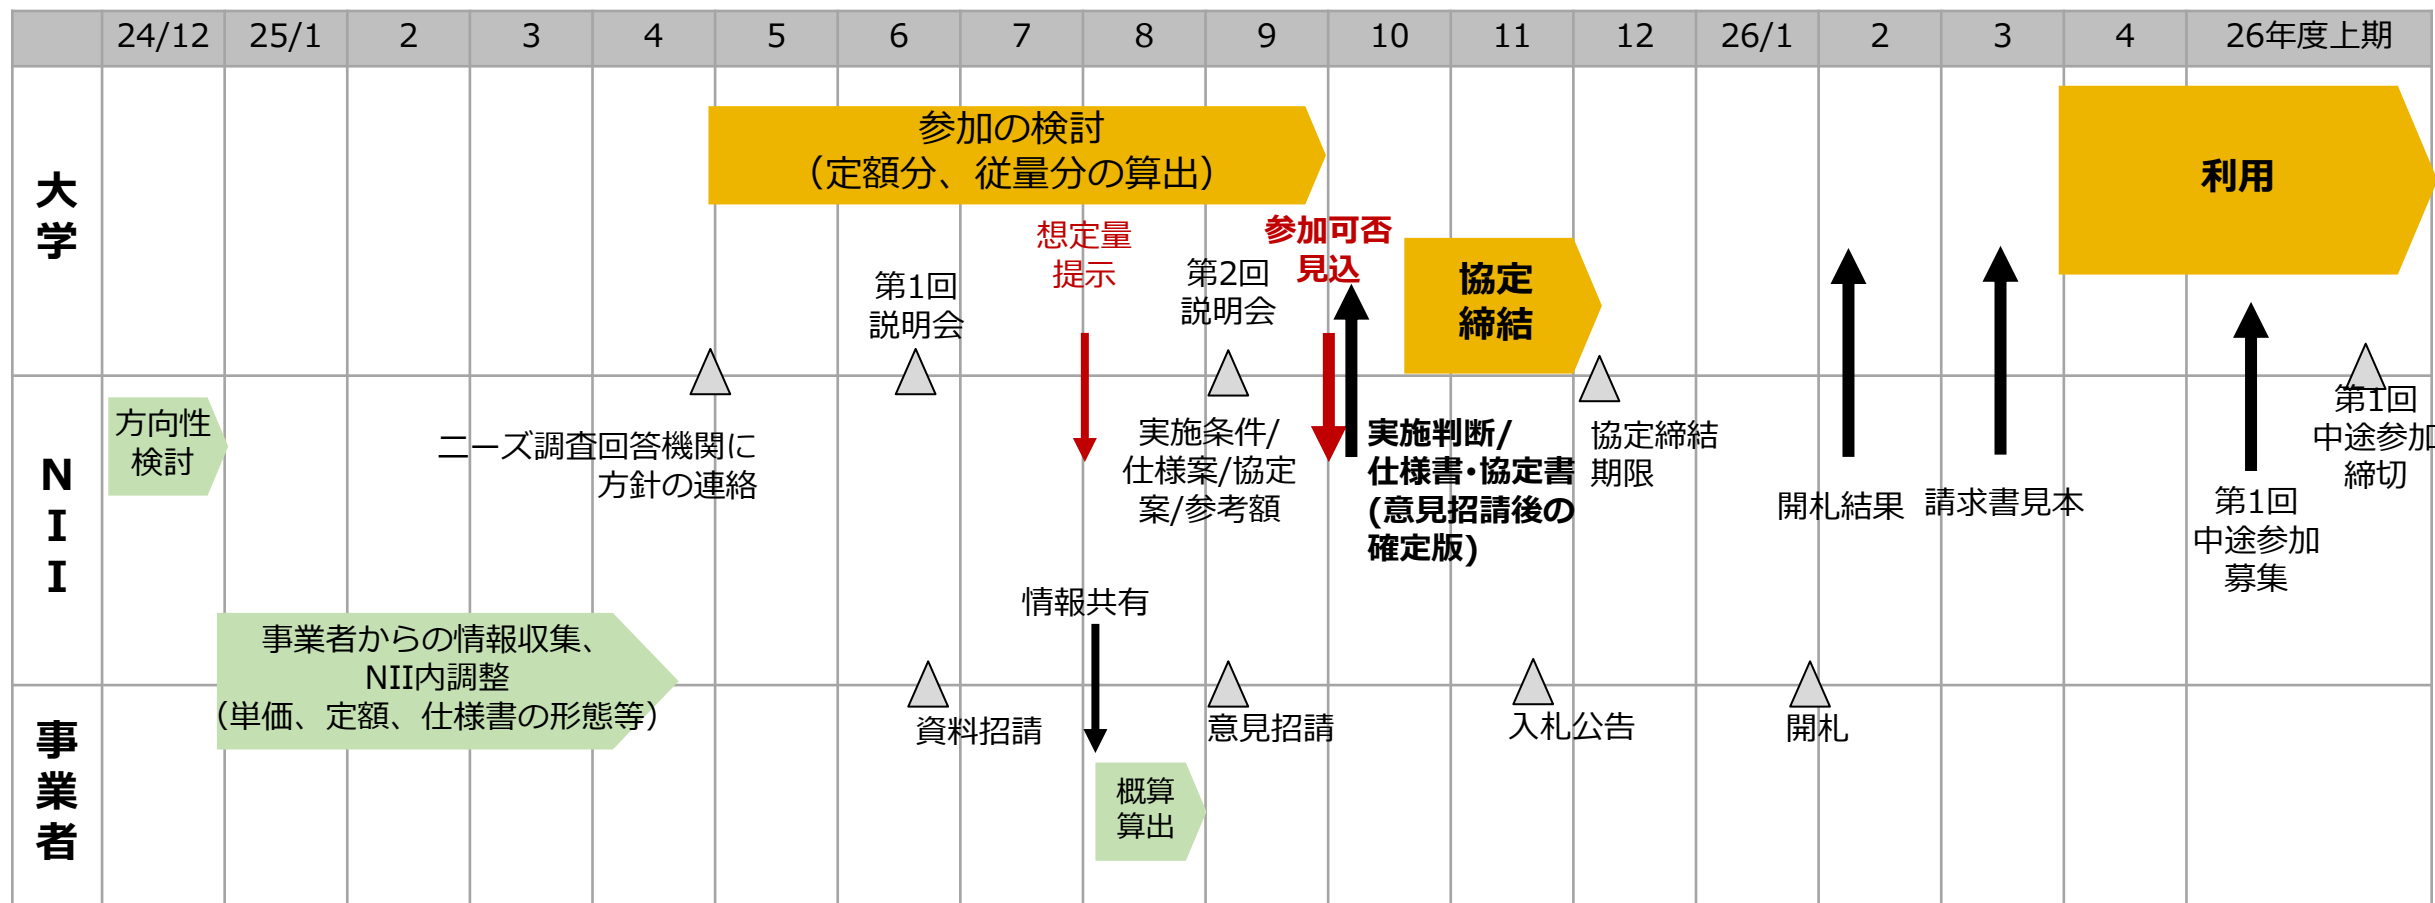 24/12 25/1 2 3 4 5 6 7 8 9 10 11 12 26/1 2 3 4 26年度上期
大学
参加の検討
（定額分、従量分の算出）
利用
想定量
提示
参加可否
見込
第1回
説明会
第2回
説明会
協定
締結
NII
方向性
検討
ニーズ調査回答機関に
方針の連絡
実施条件/
仕様案/協定
案/参考額
実施判断/
仕様書・協定書
(意見招請後の
確定版)
協定締結
期限
開札結果
請求書見本
第1回
中途参加
募集
第1回
中途参加
締切
情報共有
事業者からの情報収集、
NII内調整
（単価、定額、仕様書の形態等）
事業者
資料招請
意見招請
入札公告
開札
概算
算出